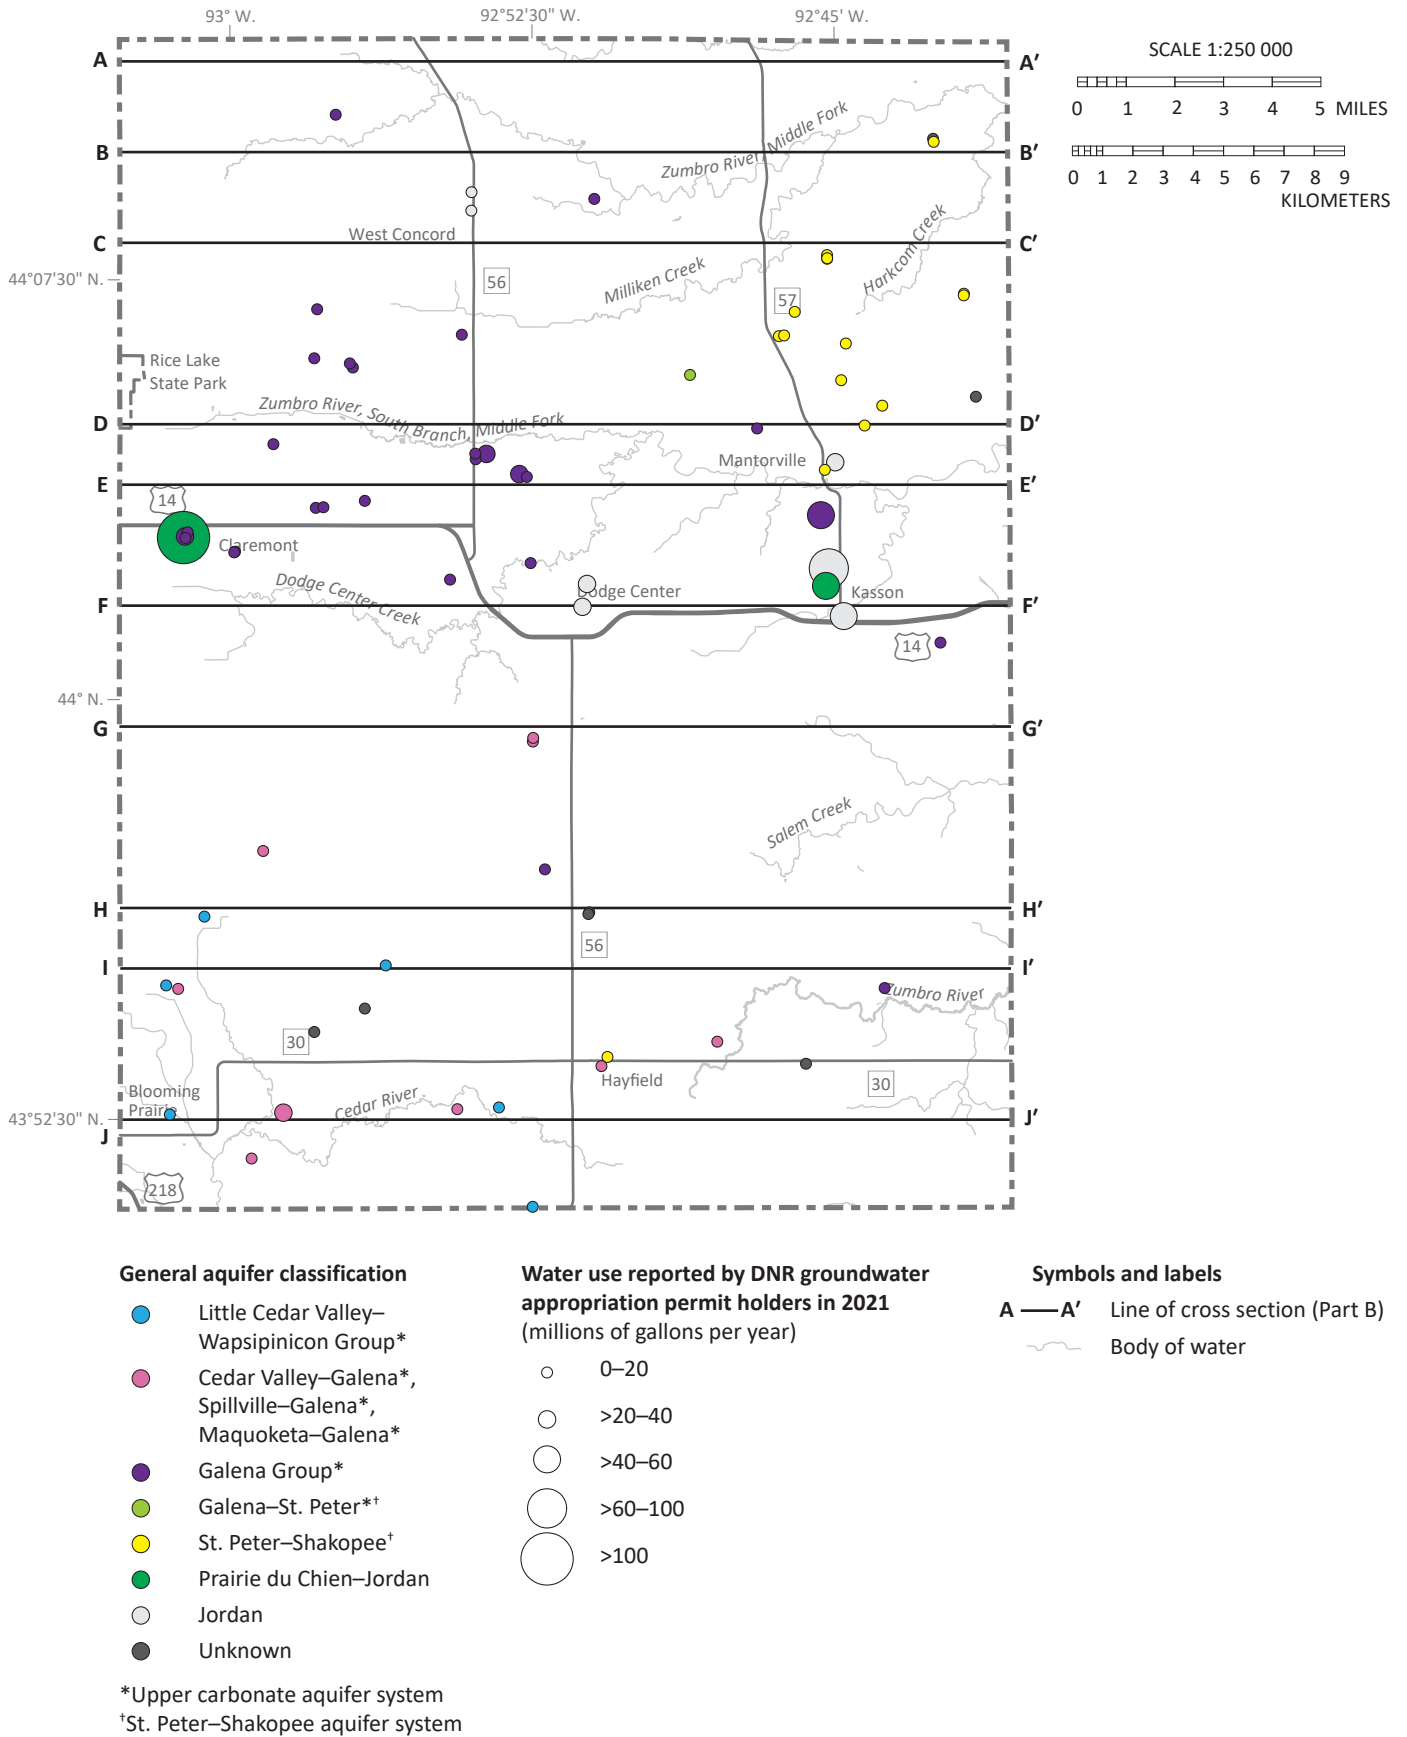 93° W.
92°52'30" W.
92°45' W.
SCALE 1:250 000
0 1 2 3 4 5 MILES
0 1 2 3 4 5 6 7 8 9
KILOMETERS
A
A′
Zumbro River, Middle Fork
B
B′
West Concord
Harkcom Creek
C
C′
44°07'30" N.
56
Milliken Creek
57
Rice Lake
State Park
Zumbro River, South Branch, Middle Fork
D
D′
Mantorville
E
E′
14
Claremont
Dodge Center Creek
Dodge Center
Kasson
F
F′
14
44° N.
G
G′
Salem Creek
H
H′
56
I
I′
Zumbro River
30
Hayfield
30
Blooming
Prairie
Cedar River
43°52'30" N.
J
J′
218
General aquifer classification
Little Cedar Valley–
Wapsipinicon Group*
Cedar Valley–Galena*,
Spillville–Galena*,
Maquoketa–Galena*
Galena Group*
Galena–St. Peter*†
St. Peter–Shakopee†
Prairie du Chien–Jordan
Jordan
Unknown
*Upper carbonate aquifer system
†St. Peter–Shakopee aquifer system
Water use reported by DNR groundwater
appropriation permit holders in 2021
(millions of gallons per year)
0–20
>20–40
>40–60
>60–100
>100
Symbols and labels
A A′ Line of cross section (Part B)
Body of water